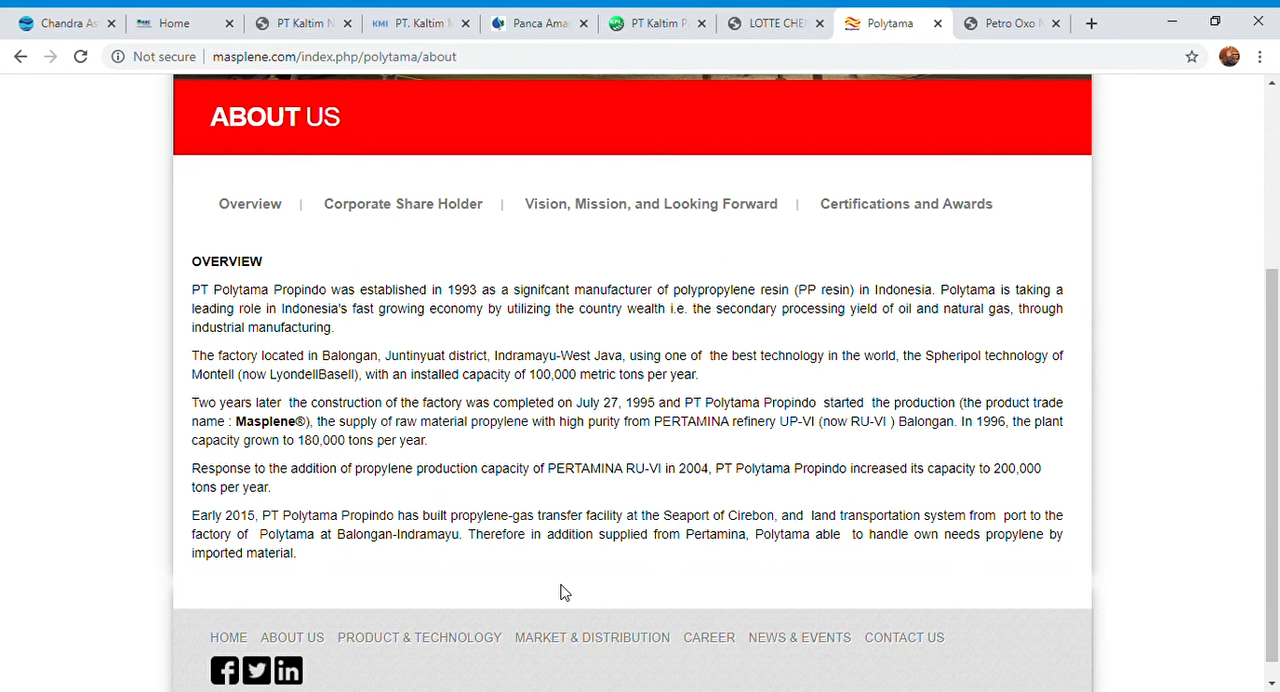 Chandra As
Home
PT Kaltim N
KMI PT. Kaltim M
Panca Ama
PT Kaltim P
LOTTE CHE
Polytama
Petro Oxo N
Not secure | masplene.com/index.php/polytama/about
ABOUT US
Overview | Corporate Share Holder | Vision, Mission, and Looking Forward | Certifications and Awards
OVERVIEW
PT Polytama Propindo was established in 1993 as a signifcant manufacturer of polypropylene resin (PP resin) in Indonesia. Polytama is taking a
leading role in Indonesia's fast growing economy by utilizing the country wealth i.e. the secondary processing yield of oil and natural gas, through
industrial manufacturing.
The factory located in Balongan, Juntinyuat district, Indramayu-West Java, using one of the best technology in the world, the Spheripol technology of
Montell (now LyondellBasell), with an installed capacity of 100,000 metric tons per year.
Two years later the construction of the factory was completed on July 27, 1995 and PT Polytama Propindo started the production (the product trade
name : Masplene®), the supply of raw material propylene with high purity from PERTAMINA refinery UP-VI (now RU-VI ) Balongan. In 1996, the plant
capacity grown to 180,000 tons per year.
Response to the addition of propylene production capacity of PERTAMINA RU-VI in 2004, PT Polytama Propindo increased its capacity to 200,000
tons per year.
Early 2015, PT Polytama Propindo has built propylene-gas transfer facility at the Seaport of Cirebon, and land transportation system from port to the
factory of Polytama at Balongan-Indramayu. Therefore in addition supplied from Pertamina, Polytama able to handle own needs propylene by
imported material.
HOME ABOUT US PRODUCT & TECHNOLOGY MARKET & DISTRIBUTION CAREER NEWS & EVENTS CONTACT US